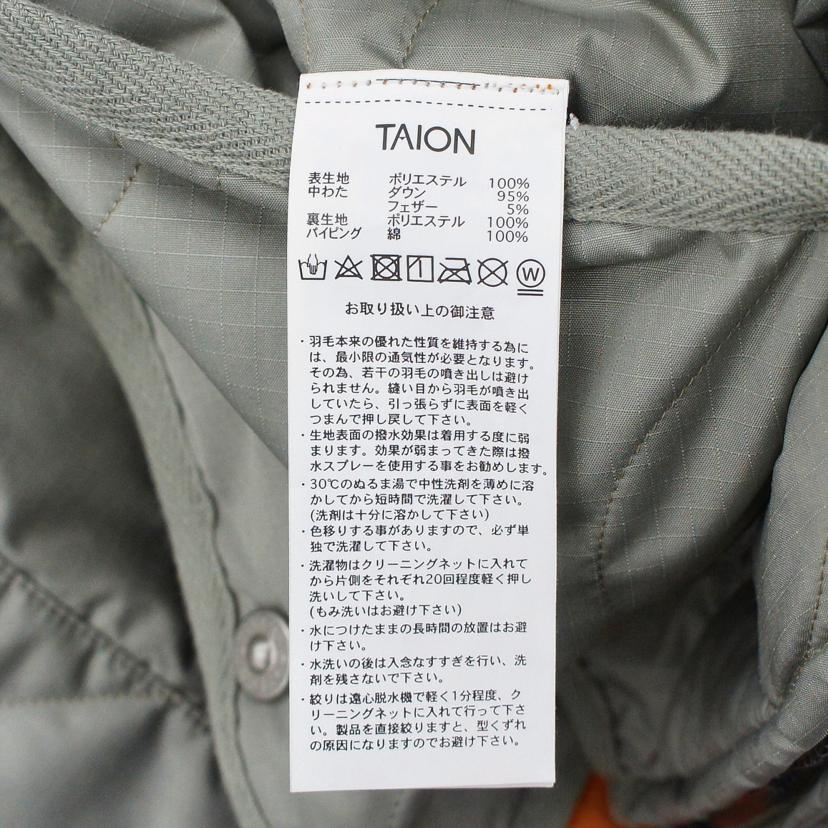 TAION
表生地 ポリエステル 100%
中わた ダウン 95%
フェザー 5%
裏生地 ポリエステル 100%
パイピング 綿 100%
W
お取り扱い上の御注意
・羽毛本来の優れた性質を維持する為に
は、最小限の通気性が必要となります。
その為、若干の羽毛の噴き出しは避け
られません。縫い目から羽毛が噴き出
していたら、引っ張らずに表面を軽く
つまんで押し戻して下さい。
・生地表面の撥水効果は着用する度に弱
まります。効果が弱まってきた際は撥
水スプレーを使用する事をお勧めします。
・30℃のぬるま湯で中性洗剤を薄めに溶
かしてから短時間で洗濯して下さい。
(洗剤は十分に溶かして下さい)
・色移りする事がありますので、必ず単
独で洗濯して下さい。
・洗濯物はクリーニングネットに入れて
から片側をそれぞれ20回程度軽く押し
洗いして下さい。
(もみ洗いはお避け下さい)
・水につけたままの長時間の放置はお避
け下さい。
・水洗いの後は入念なすすぎを行い、洗
剤を残さないで下さい。
・絞りは遠心脱水機で軽く1分程度、ク
リーニングネットに入れて行って下さ
い。製品を直接絞りますと、型くずれ
の原因になりますのでお避け下さい。